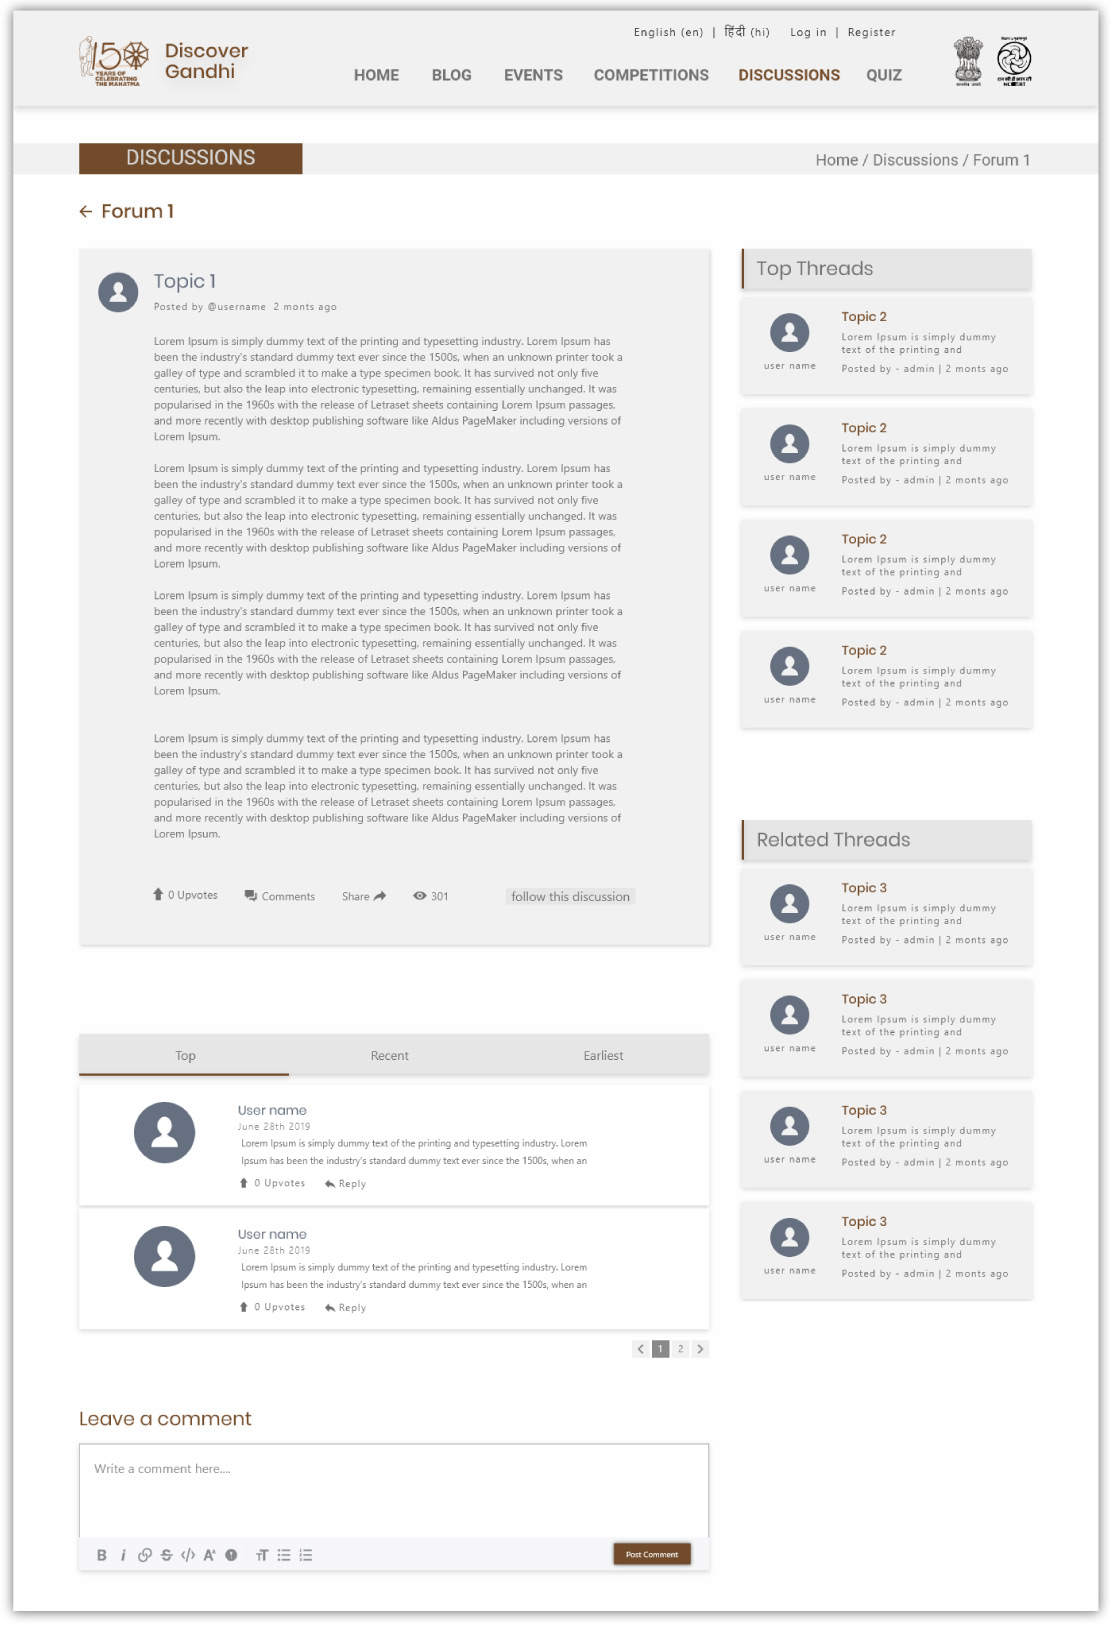 English (en) | हिंदी (hi) Log in | Register
150
YEARS OF
CELEBRATING
THE MAHATMA
Discover
Gandhi
HOME BLOG EVENTS COMPETITIONS DISCUSSIONS QUIZ
DISCUSSIONS
Home / Discussions / Forum 1
Forum 1
Topic 1
Posted by @username 2 monts ago
Lorem Ipsum is simply dummy text of the printing and typesetting industry. Lorem Ipsum has
been the industry's standard dummy text ever since the 1500s, when an unknown printer took a
galley of type and scrambled it to make a type specimen book. It has survived not only five
centuries, but also the leap into electronic typesetting, remaining essentially unchanged. It was
popularised in the 1960s with the release of Letraset sheets containing Lorem Ipsum passages,
and more recently with desktop publishing software like Aldus PageMaker including versions of
Lorem Ipsum.
Lorem Ipsum is simply dummy text of the printing and typesetting industry. Lorem Ipsum has
been the industry's standard dummy text ever since the 1500s, when an unknown printer took a
galley of type and scrambled it to make a type specimen book. It has survived not only five
centuries, but also the leap into electronic typesetting, remaining essentially unchanged. It was
popularised in the 1960s with the release of Letraset sheets containing Lorem Ipsum passages,
and more recently with desktop publishing software like Aldus PageMaker including versions of
Lorem Ipsum.
Lorem Ipsum is simply dummy text of the printing and typesetting industry. Lorem Ipsum has
been the industry's standard dummy text ever since the 1500s, when an unknown printer took a
galley of type and scrambled it to make a type specimen book. It has survived not only five
centuries, but also the leap into electronic typesetting, remaining essentially unchanged. It was
popularised in the 1960s with the release of Letraset sheets containing Lorem Ipsum passages,
and more recently with desktop publishing software like Aldus PageMaker including versions of
Lorem Ipsum.
Lorem Ipsum is simply dummy text of the printing and typesetting industry. Lorem Ipsum has
been the industry's standard dummy text ever since the 1500s, when an unknown printer took a
galley of type and scrambled it to make a type specimen book. It has survived not only five
centuries, but also the leap into electronic typesetting, remaining essentially unchanged. It was
popularised in the 1960s with the release of Letraset sheets containing Lorem Ipsum passages,
and more recently with desktop publishing software like Aldus PageMaker including versions of
Lorem Ipsum.
0 Upvotes Comments Share 301 follow this discussion
Top Recent Earliest
User name
June 28th 2019
Lorem Ipsum is simply dummy text of the printing and typesetting industry. Lorem
Ipsum has been the industry's standard dummy text ever since the 1500s, when an
0 Upvotes Reply
User name
June 28th 2019
Lorem Ipsum is simply dummy text of the printing and typesetting industry. Lorem
Ipsum has been the industry's standard dummy text ever since the 1500s, when an
0 Upvotes Reply
1 2
Leave a comment
Write a comment here....
Post Comment
Top Threads
Topic 2
Lorem Ipsum is simply dummy
text of the printing and
user name
Posted by - admin | 2 monts ago
Topic 2
Lorem Ipsum is simply dummy
text of the printing and
user name
Posted by - admin | 2 monts ago
Topic 2
Lorem Ipsum is simply dummy
text of the printing and
user name
Posted by - admin | 2 monts ago
Topic 2
Lorem Ipsum is simply dummy
text of the printing and
user name
Posted by - admin | 2 monts ago
Related Threads
Topic 3
Lorem Ipsum is simply dummy
text of the printing and
user name
Posted by - admin | 2 monts ago
Topic 3
Lorem Ipsum is simply dummy
text of the printing and
user name
Posted by - admin | 2 monts ago
Topic 3
Lorem Ipsum is simply dummy
text of the printing and
user name
Posted by - admin | 2 monts ago
Topic 3
Lorem Ipsum is simply dummy
text of the printing and
user name
Posted by - admin | 2 monts ago